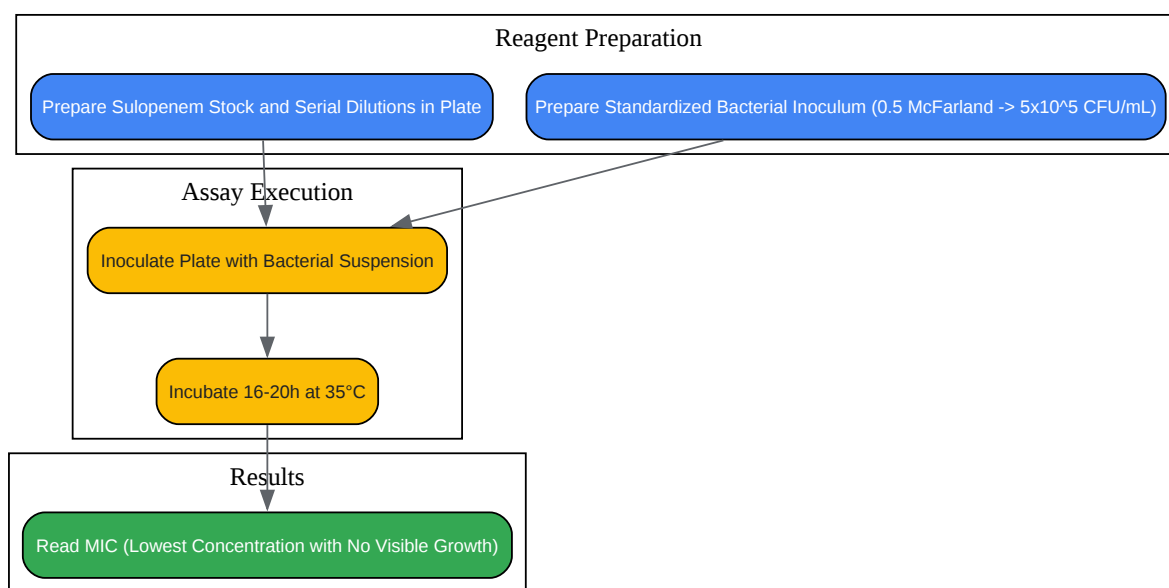 Reagent Preparation
Prepare Sulopenem Stock and Serial Dilutions in Plate
Prepare Standardized Bacterial Inoculum (0.5 McFarland -> 5x10^5 CFU/mL)
Assay Execution
Inoculate Plate with Bacterial Suspension
Incubate 16-20h at 35°C
Results
Read MIC (Lowest Concentration with No Visible Growth)